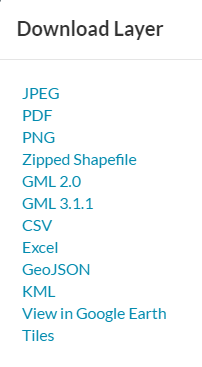 Download Layer
JPEG
PDF
PNG
Zipped Shapefile
GML 2.0
GML 3.1.1
CSV
Excel
GeoJSON
KML
View in Google Earth
Tiles